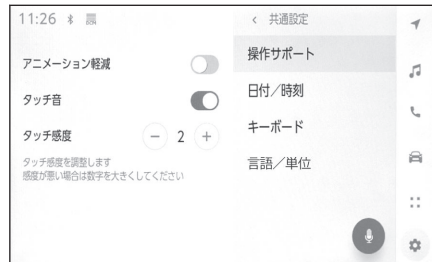 11:26
アニメーション軽減
タッチ音
タッチ感度
− 2 +
タッチ感度を調整します
感度が悪い場合は数字を大きくしてください
< 共通設定
操作サポート
日付／時刻
キーボード
言語／単位